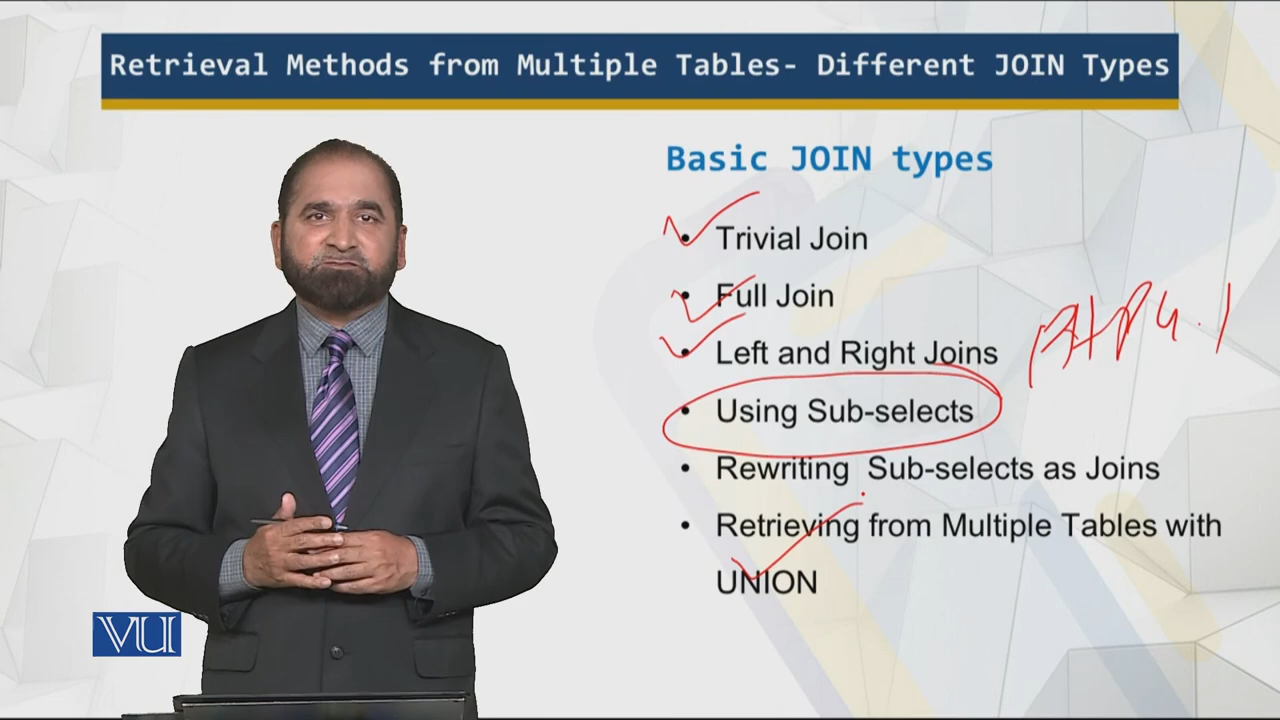 Retrieval Methods from Multiple Tables- Different JOIN Types
Basic JOIN types
• Trivial Join
• Full Join
• Left and Right Joins
• Using Sub-selects
• Rewriting Sub-selects as Joins
• Retrieving from Multiple Tables with
UNION
VU